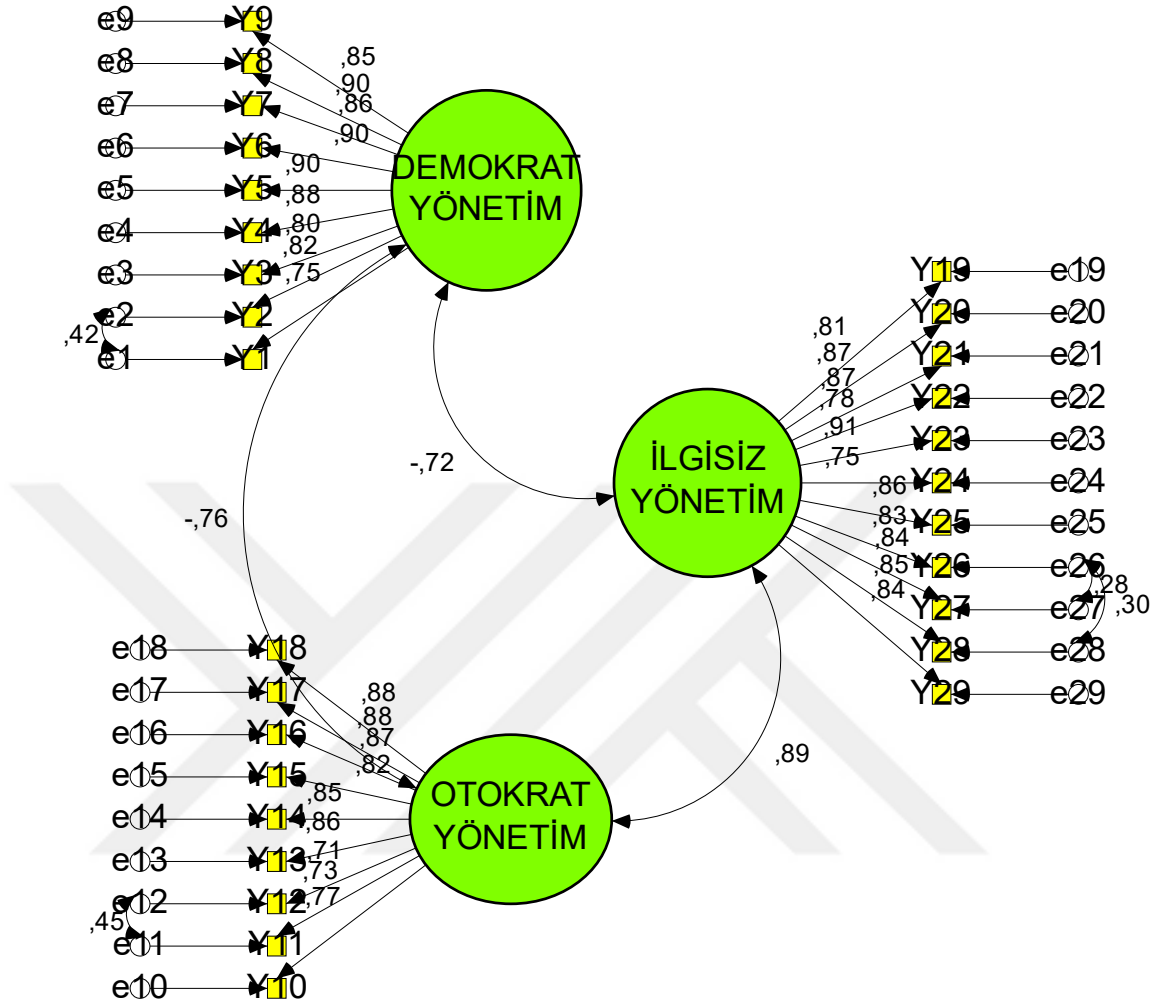 e9 Y9
e8 Y8
e7 Y7
e6 Y6
e5 Y5
e4 Y4
e3 Y3
e2 Y2
e1 Y1
,42
,85
,90
,86
,90
,90
,88
,80
,82
,75
DEMOKRAT
YÖNETİM
-,72
-,76
İLGİSİZ
YÖNETİM
,81
,87
,87
,78
,91
,75
,86
,83
,84
,85
,84
Y19 e19
Y20 e20
Y21 e21
Y22 e22
Y23 e23
Y24 e24
Y25 e25
Y26 e26
Y27 e27
Y28 e28
Y29 e29
,28
,30
,89
e18 Y18
e17 Y17
e16 Y16
e15 Y15
e14 Y14
e13 Y13
e12 Y12
e11 Y11
e10 Y10
,45
,88
,88
,87
,82
,85
,86
,71
,73
,77
OTOKRAT
YÖNETİM